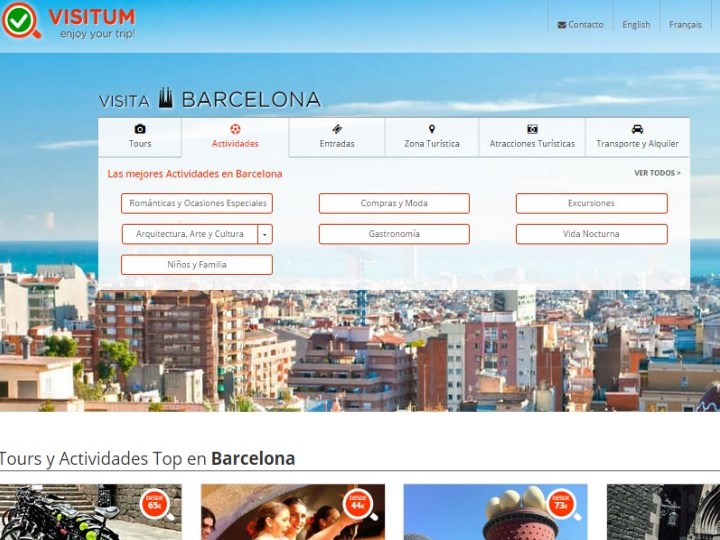 VISITUM
enjoy your trip!
Contacto
English
Français
VISITA BARCELONA
Tours
Actividades
Entradas
Zona Turística
Atracciones Turísticas
Transporte y Alquiler
Las mejores Actividades en Barcelona
VER TODOS >
Románticas y Ocasiones Especiales
Compras y Moda
Excursiones
Arquitectura, Arte y Cultura
Gastronomía
Vida Nocturna
Niños y Familia
Tours y Actividades Top en Barcelona
DESDE
65€
DESDE
44€
DESDE
73€